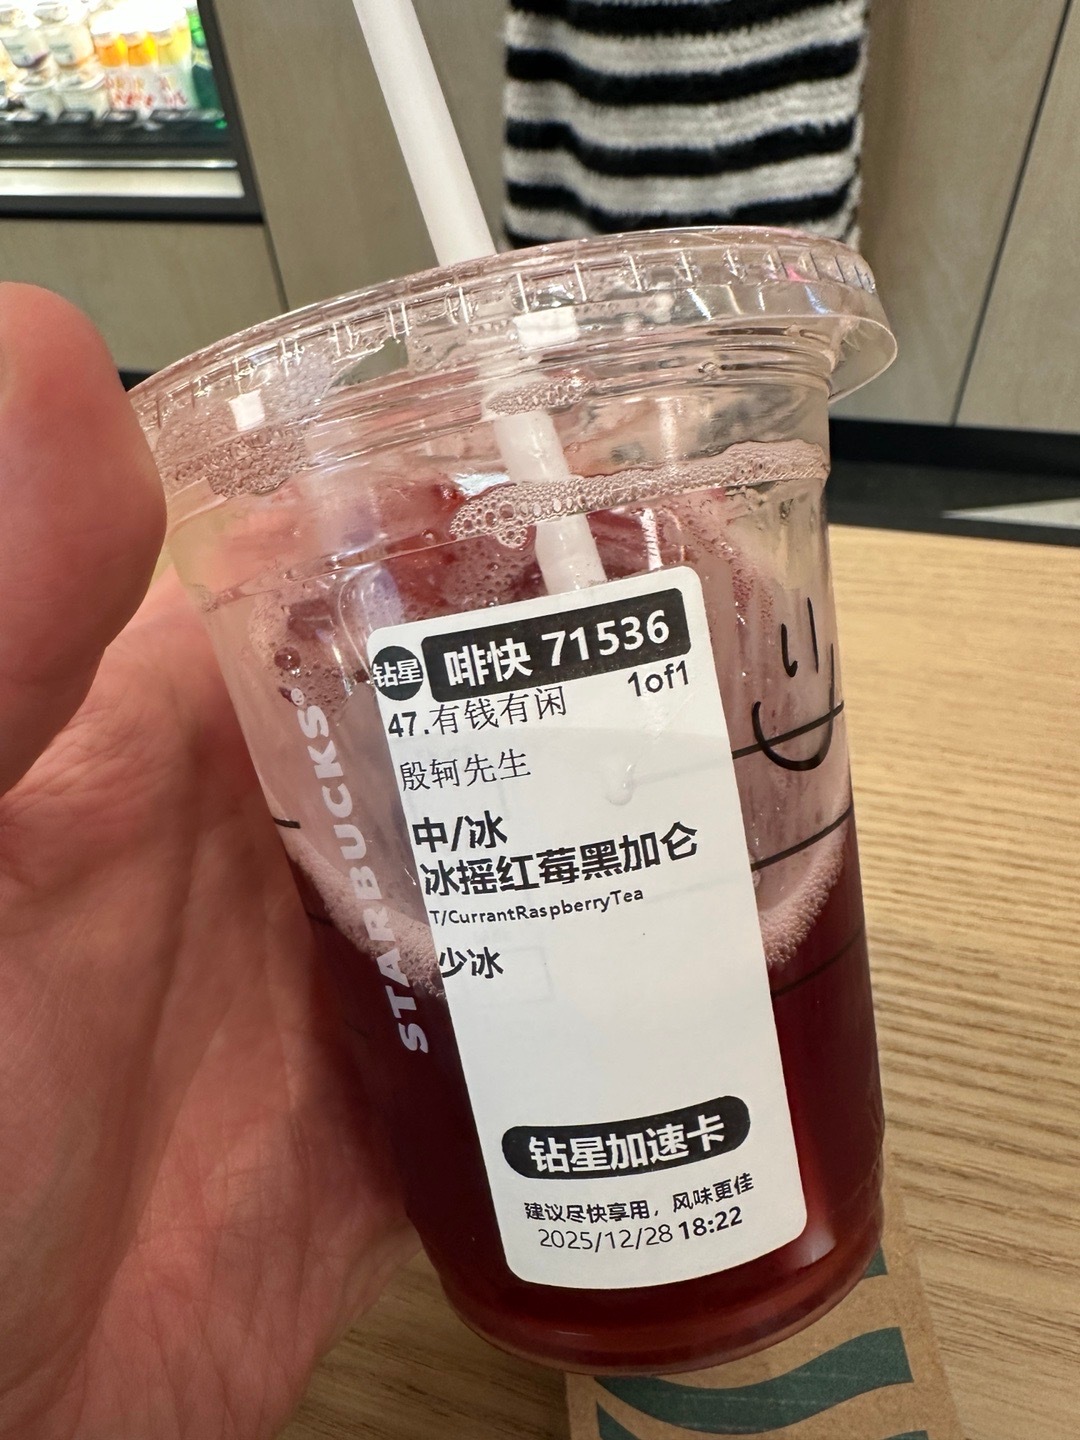 STARBUCKS®
钻星 啡快 71536
47.有钱有闲 1of1
殷轲先生
中/冰
冰摇红莓黑加仑
T/CurrantRaspberryTea
少冰
钻星加速卡
建议尽快享用，风味更佳
2025/12/28 18:22